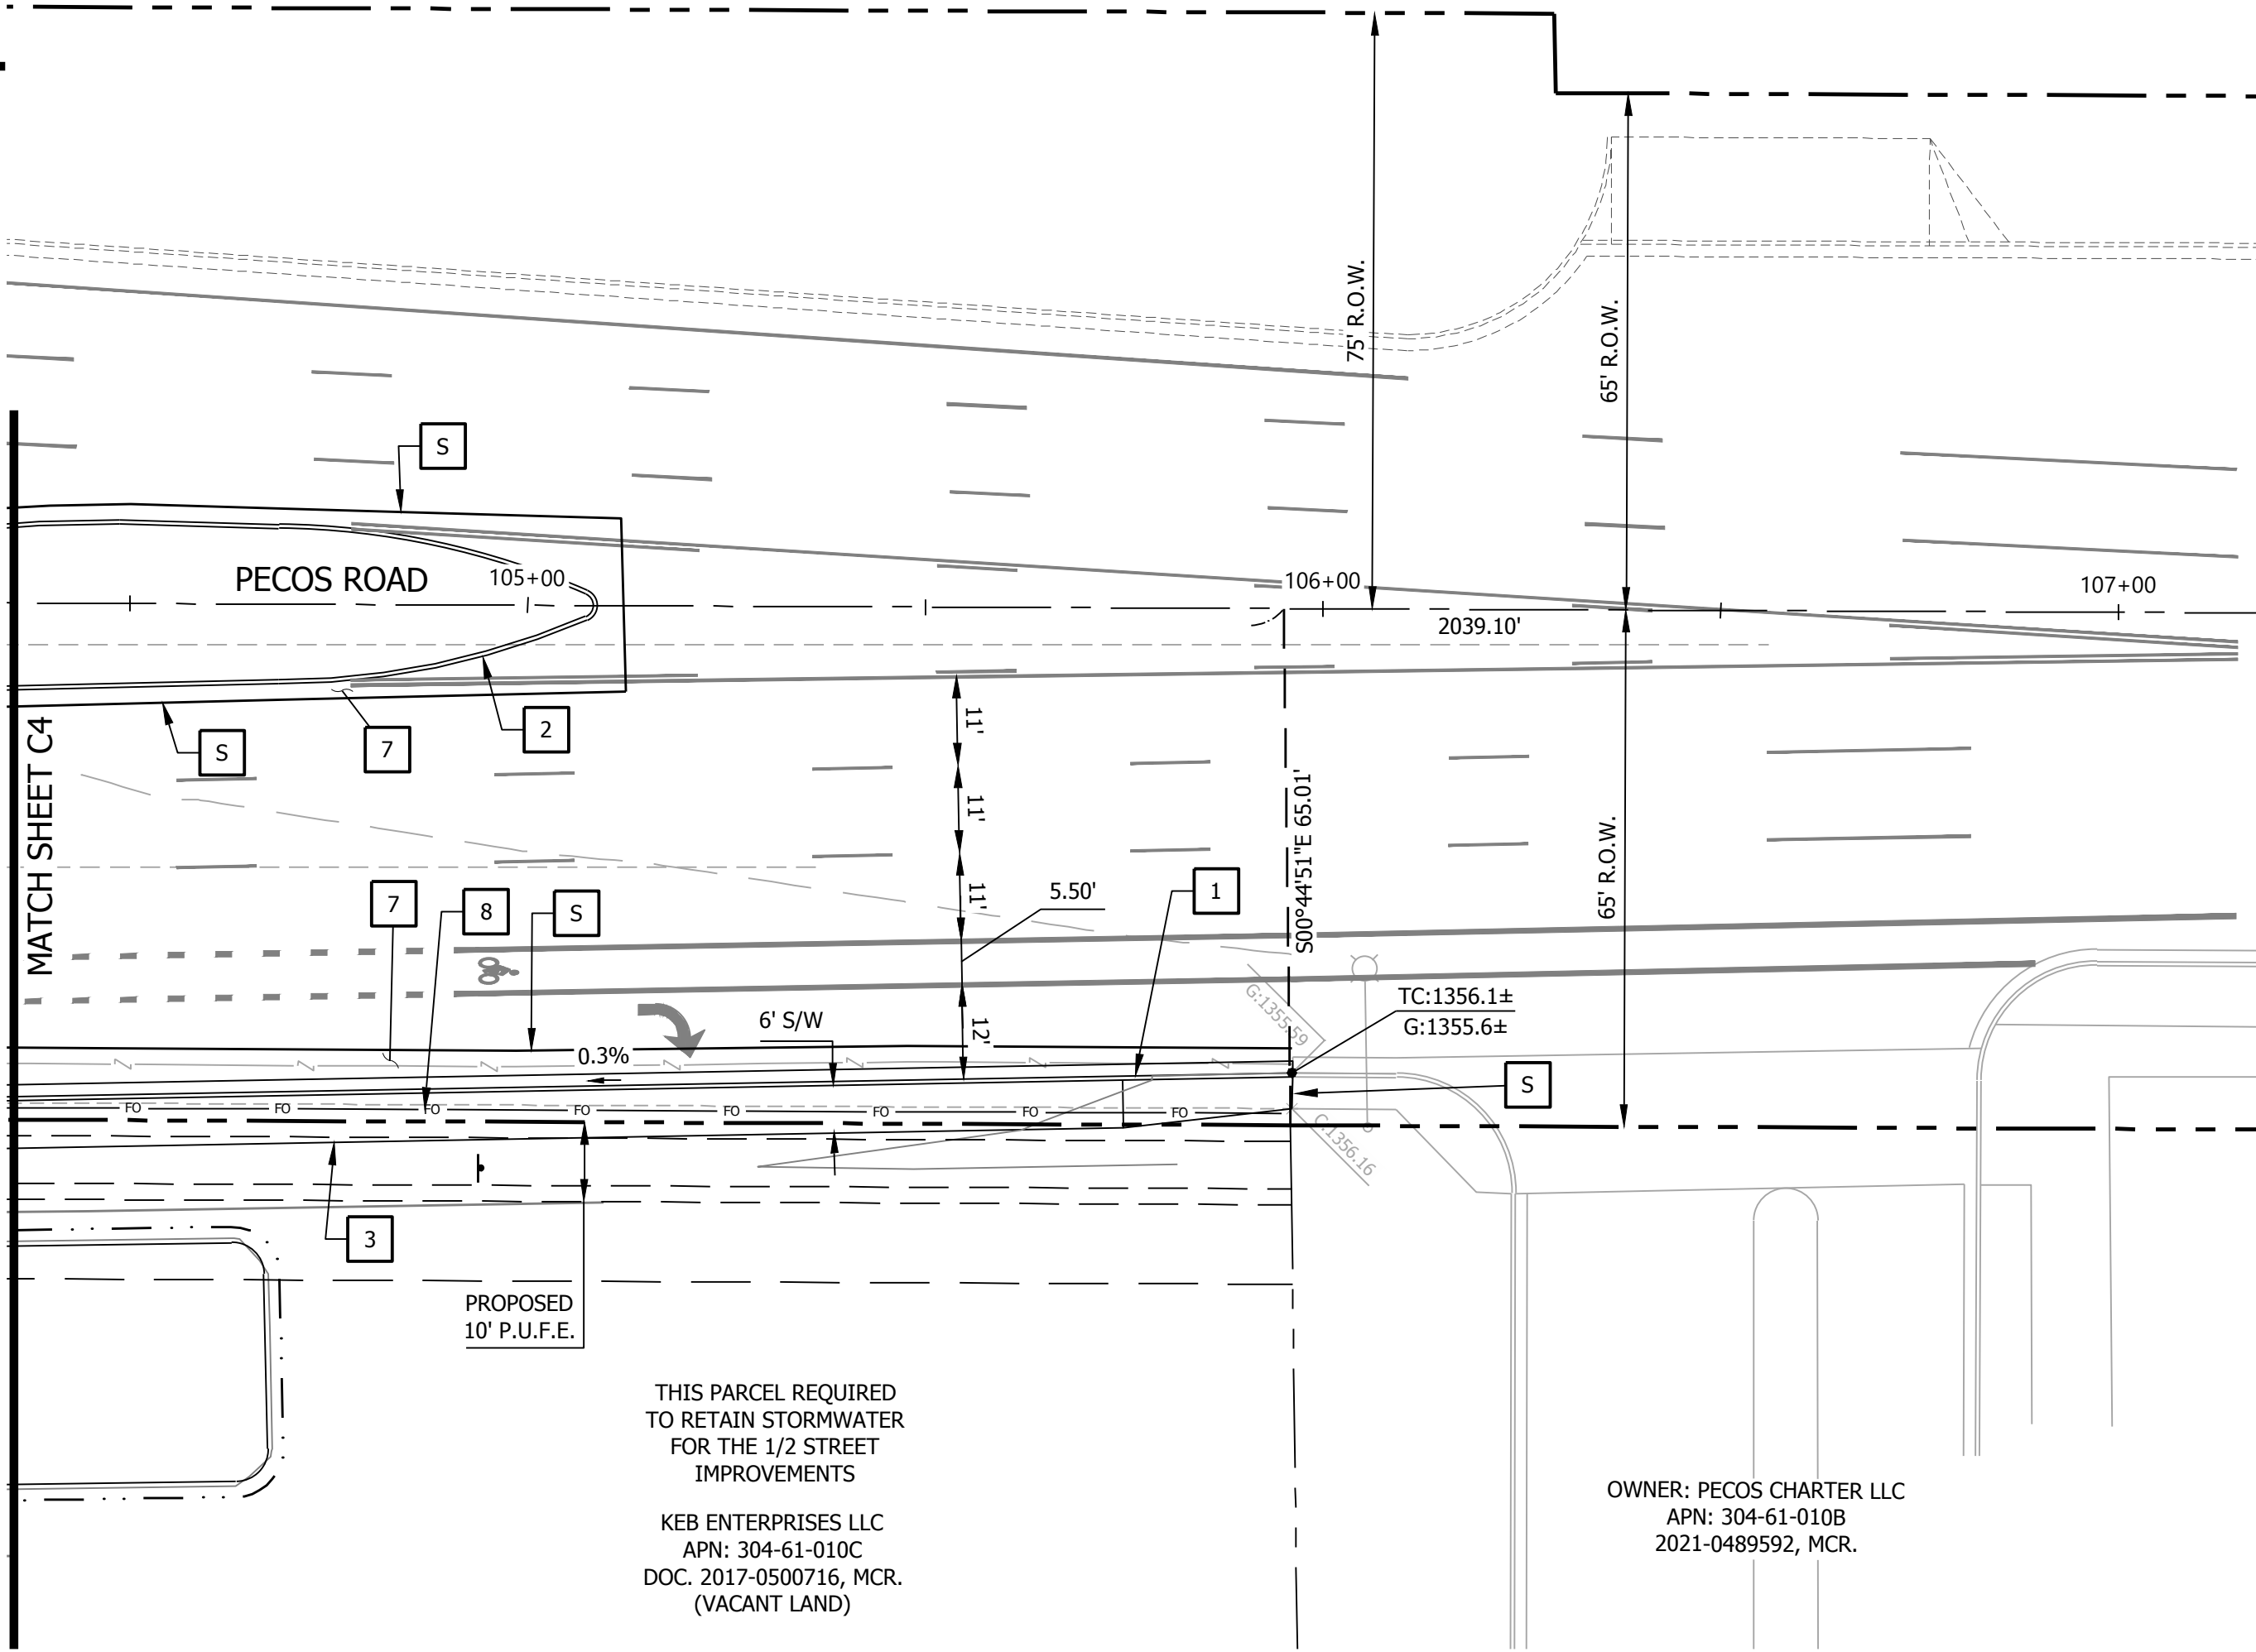 75' R.O.W.
65' R.O.W.
S
PECOS ROAD
105+00
106+00
107+00
2039.10'
2
7
S
11'
11'
11'
MATCH SHEET C4
S00°44'51"E 65.01'
65' R.O.W.
7
8
S
5.50'
1
G:1355.59
TC:1356.1±
G:1355.6±
6' S/W
12'
0.3%
S
FO FO FO FO FO FO FO FO
C:1356.16
3
PROPOSED
10' P.U.F.E.
THIS PARCEL REQUIRED
TO RETAIN STORMWATER
FOR THE 1/2 STREET
IMPROVEMENTS
KEB ENTERPRISES LLC
APN: 304-61-010C
DOC. 2017-0500716, MCR.
(VACANT LAND)
OWNER: PECOS CHARTER LLC
APN: 304-61-010B
2021-0489592, MCR.